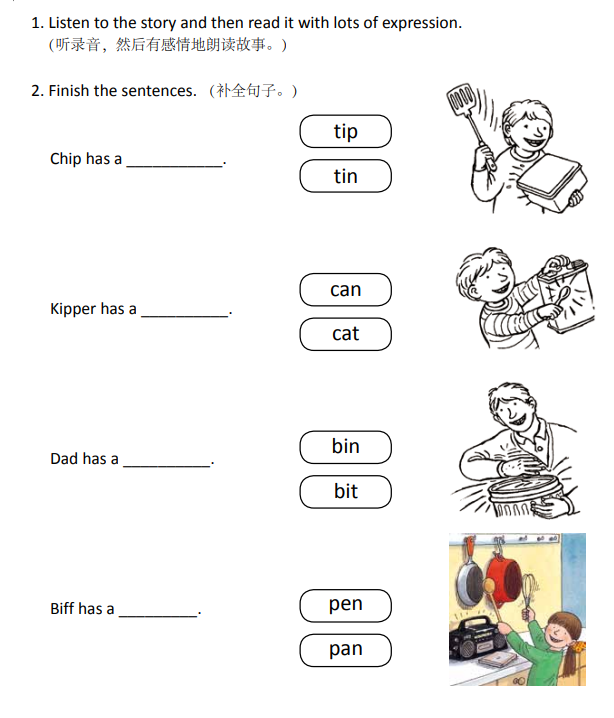 1. Listen to the story and then read it with lots of expression.
（听录音，然后有感情地朗读故事。）
2. Finish the sentences. （补全句子。）
tip
Chip has a ___________.
tin
can
Kipper has a __________.
cat
bin
Dad has a __________.
bit
pen
Biff has a _________.
pan